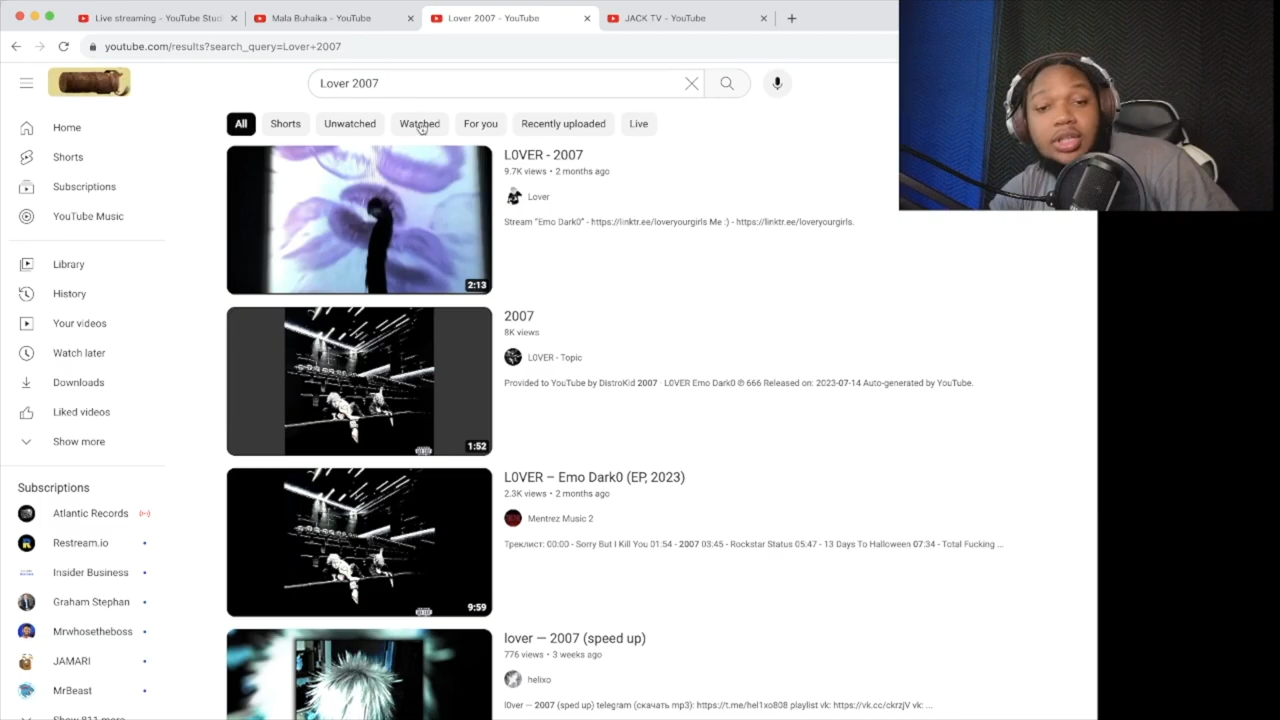 Live streaming - YouTube Stud
Mala Buhaika - YouTube
Lover 2007 - YouTube
JACK TV - YouTube
youtube.com/results?search_query=Lover+2007
Lover 2007
All
Shorts
Unwatched
Watched
For you
Recently uploaded
Live
Home
Shorts
Subscriptions
YouTube Music
Library
History
Your videos
Watch later
Downloads
Liked videos
Show more
Subscriptions
Atlantic Records
Restream.io
Insider Business
Graham Stephan
Mrwhosetheboss
JAMARI
MrBeast
Show 811 more
L0VER - 2007
9.7K views • 2 months ago
Lover
Stream "Emo Dark0" - https://linktr.ee/loveryourgirls Me :) - https://linktr.ee/loveryourgirls.
2:13
2007
8K views
L0VER - Topic
Provided to YouTube by DistroKid 2007 · L0VER Emo Dark0 ℗ 666 Released on: 2023-07-14 Auto-generated by YouTube.
1:52
L0VER – Emo Dark0 (EP, 2023)
2.3K views • 2 months ago
Mentrez Music 2
Треклист: 00:00 - Sorry But I Kill You 01:54 - 2007 03:45 - Rockstar Status 05:47 - 13 Days To Halloween 07:34 - Total Fucking ...
9:59
lover — 2007 (speed up)
776 views • 3 weeks ago
helixo
l0ver — 2007 (sped up) telegram (скачать mp3): https://t.me/hel1xo808 playlist vk: https://vk.cc/ckrzjV vk: ...